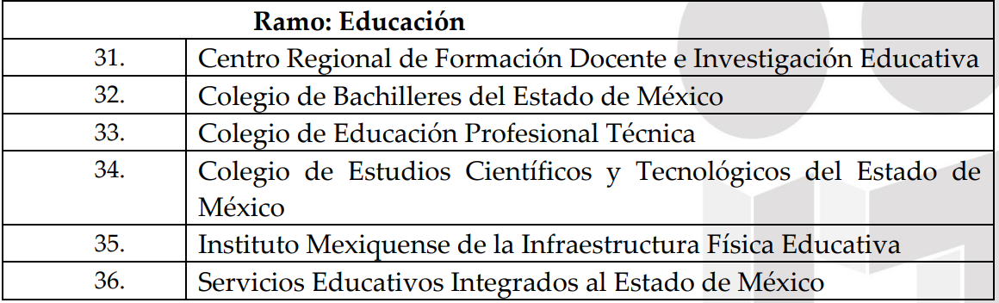 Ramo: Educación
31. Centro Regional de Formación Docente e Investigación Educativa
32. Colegio de Bachilleres del Estado de México
33. Colegio de Educación Profesional Técnica
34. Colegio de Estudios Científicos y Tecnológicos del Estado de
México
35. Instituto Mexiquense de la Infraestructura Física Educativa
36. Servicios Educativos Integrados al Estado de México